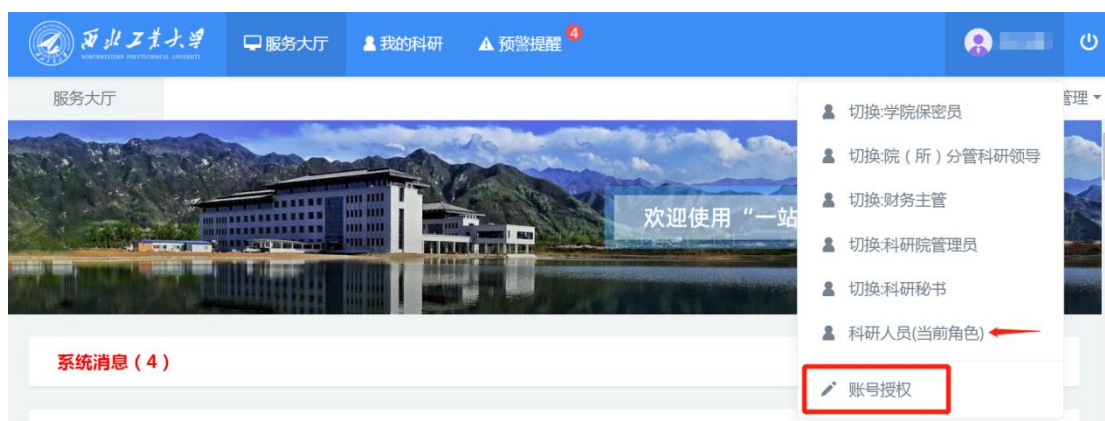 西北工业大学
NORTHWESTERN POLYTECHNICAL UNIVERSITY
服务大厅
我的科研
预警提醒
4
服务大厅
管理
欢迎使用“一站
切换:学院保密员
切换:院（所）分管科研领导
切换:财务主管
切换:科研院管理员
切换:科研秘书
科研人员(当前角色)
账号授权
系统消息（4）